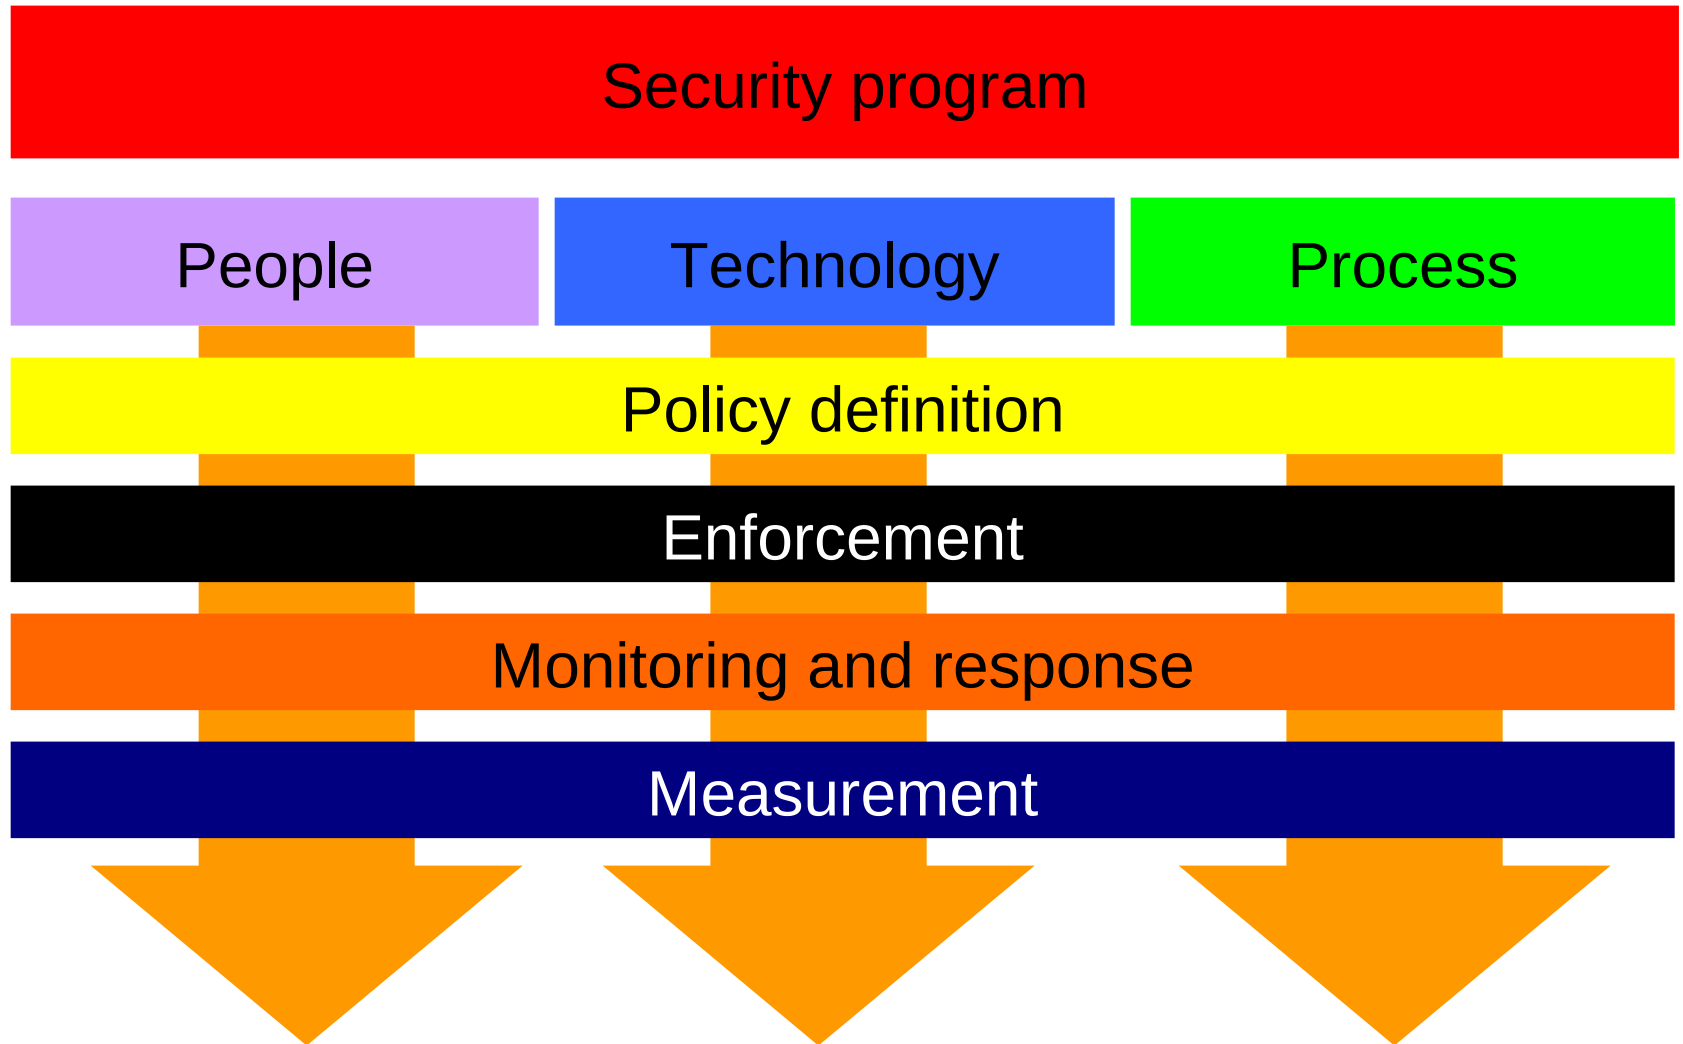 Security program
People
Technology
Process
Policy definition
Enforcement
Monitoring and response
Measurement